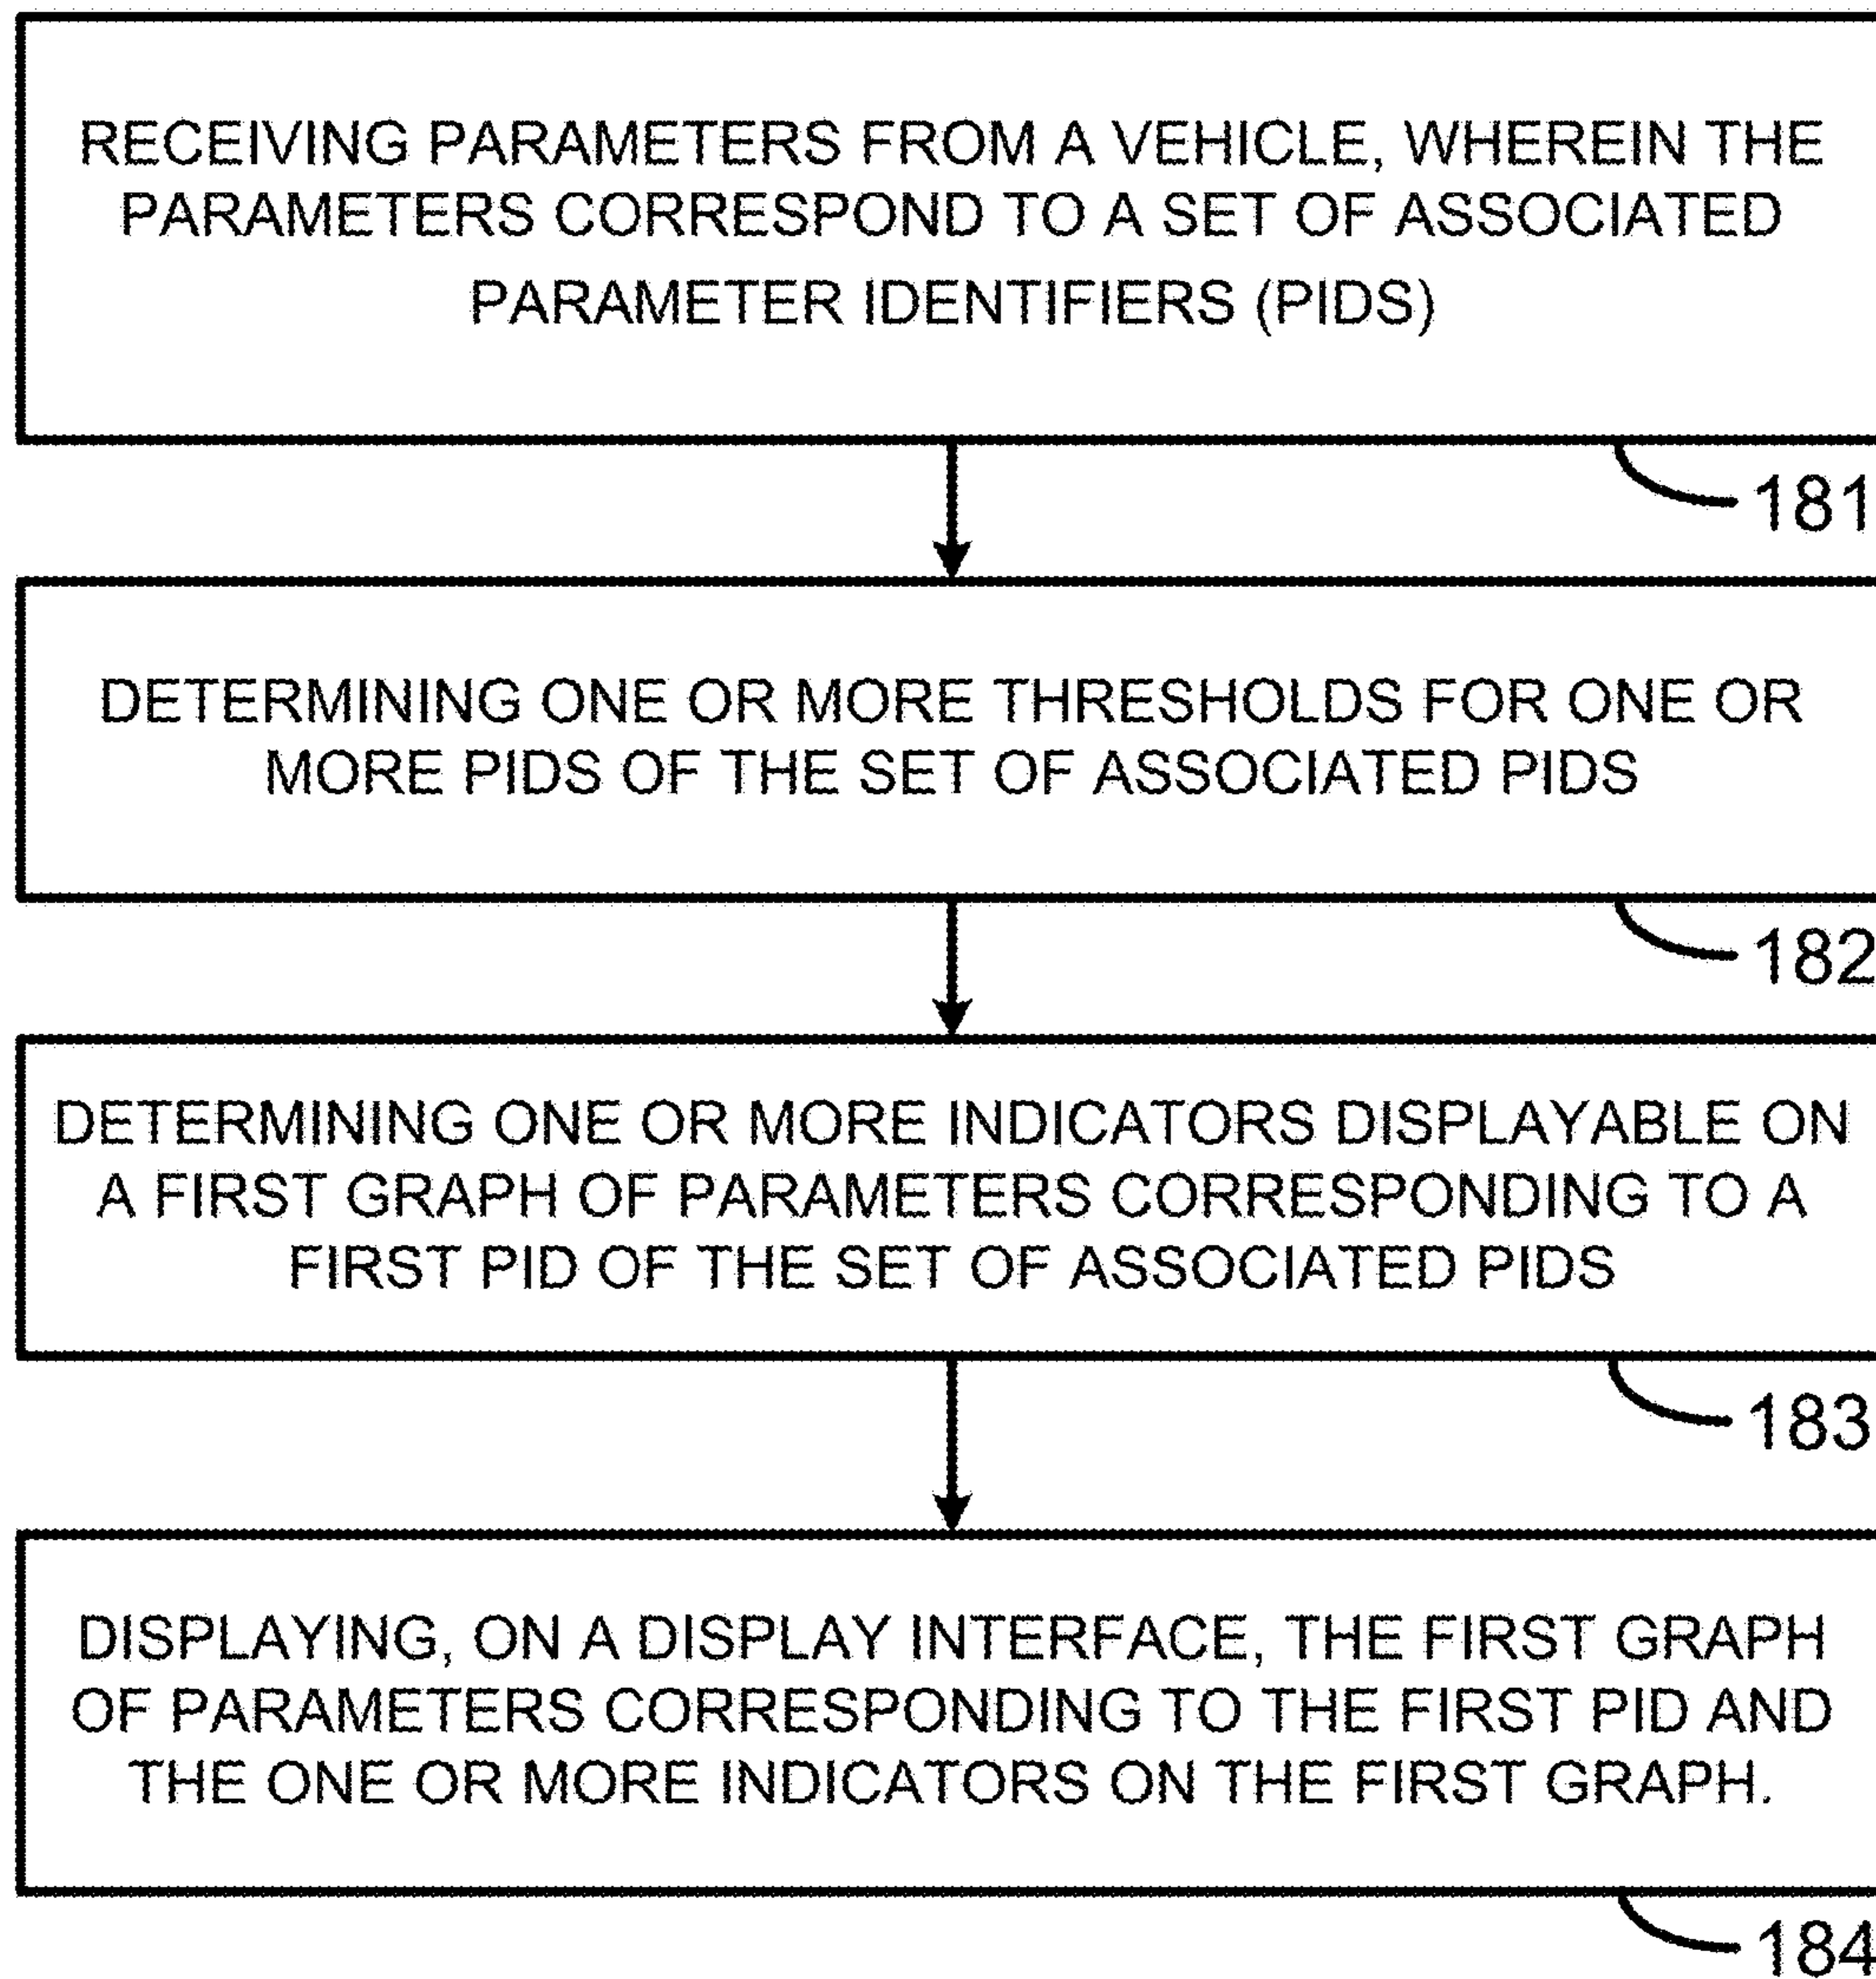 RECEIVING PARAMETERS FROM A VEHICLE, WHEREIN THE
PARAMETERS CORRESPOND TO A SET OF ASSOCIATED
PARAMETER IDENTIFIERS (PIDS)
181
DETERMINING ONE OR MORE THRESHOLDS FOR ONE OR
MORE PIDS OF THE SET OF ASSOCIATED PIDS
182
DETERMINING ONE OR MORE INDICATORS DISPLAYABLE ON
A FIRST GRAPH OF PARAMETERS CORRESPONDING TO A
FIRST PID OF THE SET OF ASSOCIATED PIDS
183
DISPLAYING, ON A DISPLAY INTERFACE, THE FIRST GRAPH
OF PARAMETERS CORRESPONDING TO THE FIRST PID AND
THE ONE OR MORE INDICATORS ON THE FIRST GRAPH.
184